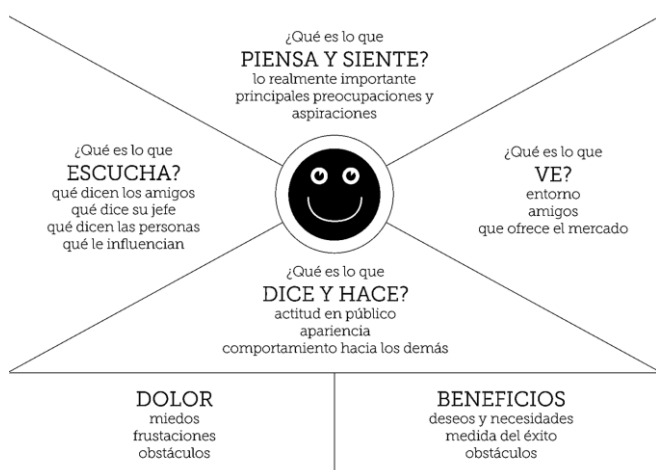 ¿Qué es lo que
PIENSA Y SIENTE?
lo realmente importante
principales preocupaciones y
aspiraciones
¿Qué es lo que
ESCUCHA?
qué dicen los amigos
qué dice su jefe
qué dicen las personas
qué le influencian
¿Qué es lo que
VE?
entorno
amigos
que ofrece el mercado
¿Qué es lo que
DICE Y HACE?
actitud en público
apariencia
comportamiento hacia los demás
DOLOR
miedos
frustaciones
obstáculos
BENEFICIOS
deseos y necesidades
medida del éxito
obstáculos